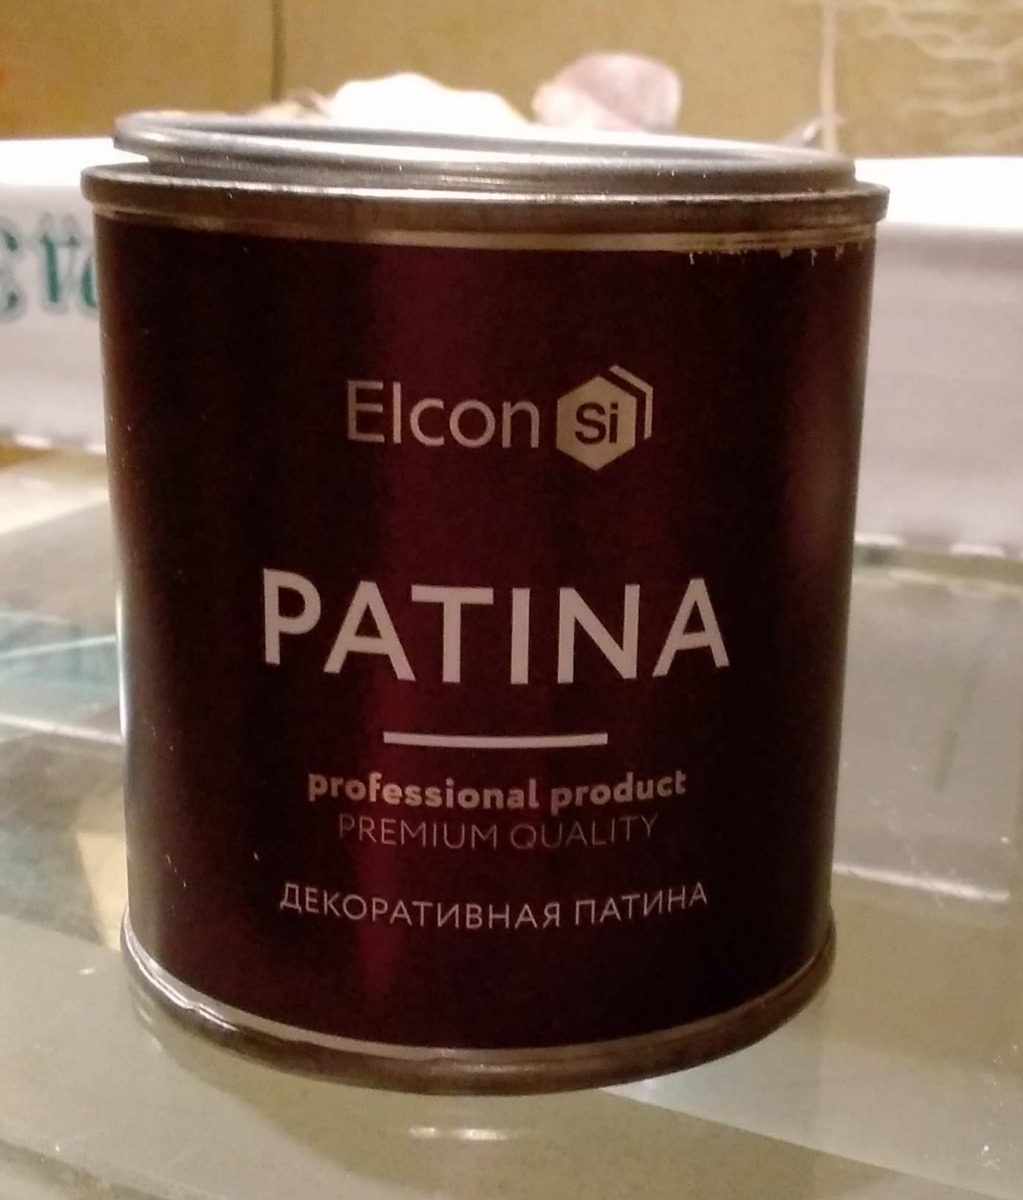 Elcon Si
PATINA
professional product
PREMIUM QUALITY
ДЕКОРАТИВНАЯ ПАТИНА